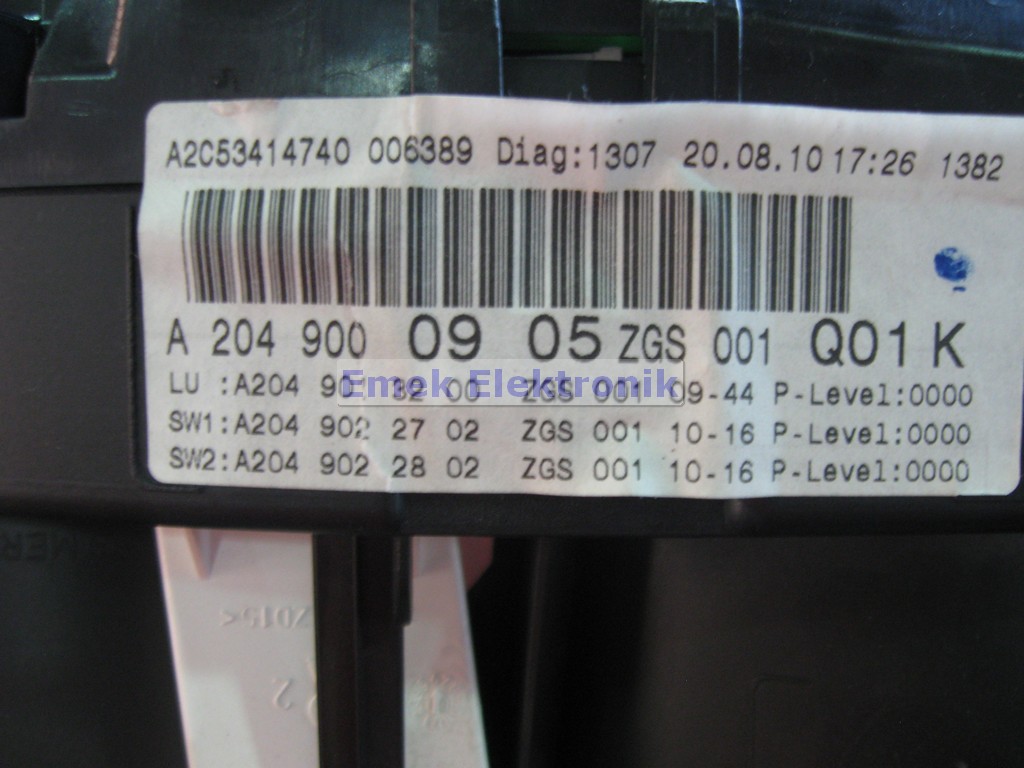 A2C53414740 006389 Diag:1307 20.08.10 17:26 1382
A 204 900 09 05 ZGS 001 Q01 K
Emek Elektronik
LU :A204 90 32 00 ZGS 001 09-44 P-Level:0000
SW1:A204 902 27 02 ZGS 001 10-16 P-Level:0000
SW2:A204 902 28 02 ZGS 001 10-16 P-Level:0000